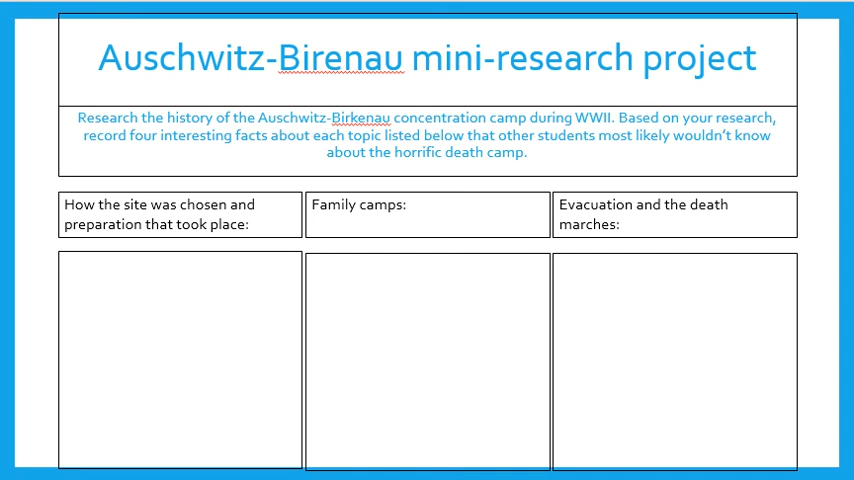 Auschwitz-Birenau mini-research project
Research the history of the Auschwitz-Birkenau concentration camp during WWII. Based on your research,
record four interesting facts about each topic listed below that other students most likely wouldn't know
about the horrific death camp.
How the site was chosen and
preparation that took place:
Family camps:
Evacuation and the death
marches: